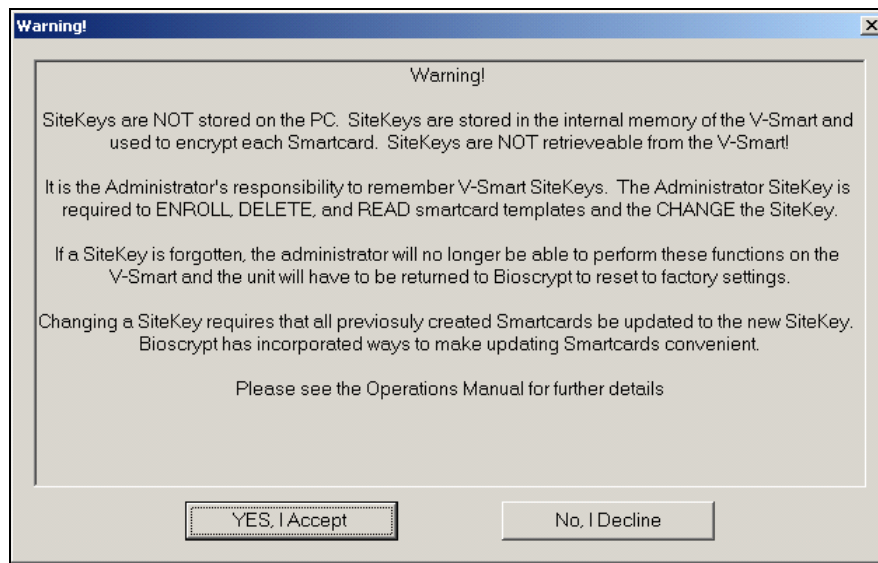 Warning!
Warning!
SiteKeys are NOT stored on the PC.  SiteKeys are stored in the internal memory of the V-Smart and
used to encrypt each Smartcard.  SiteKeys are NOT retrieveable from the V-Smart!
It is the Administrator's responsibility to remember V-Smart SiteKeys.  The Administrator SiteKey is
required to ENROLL, DELETE, and READ smartcard templates and the CHANGE the SiteKey.
If a SiteKey is forgotten, the administrator will no longer be able to perform these functions on the
V-Smart and the unit will have to be returned to Bioscrypt to reset to factory settings.
Changing a SiteKey requires that all previosuly created Smartcards be updated to the new SiteKey.
Bioscrypt has incorporated ways to make updating Smartcards convenient.
Please see the Operations Manual for further details
YES, I Accept
No, I Decline